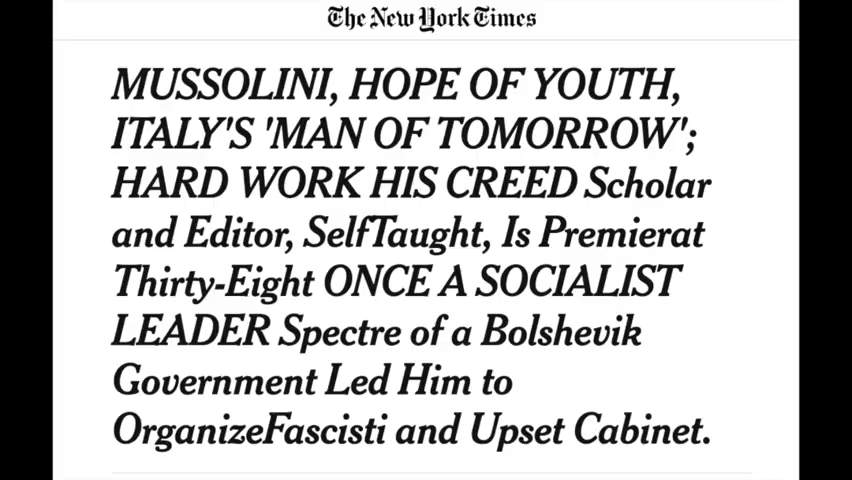 The New York Times
MUSSOLINI, HOPE OF YOUTH,
ITALY'S 'MAN OF TOMORROW';
HARD WORK HIS CREED Scholar
and Editor, SelfTaught, Is Premierat
Thirty-Eight ONCE A SOCIALIST
LEADER Spectre of a Bolshevik
Government Led Him to
OrganizeFascisti and Upset Cabinet.